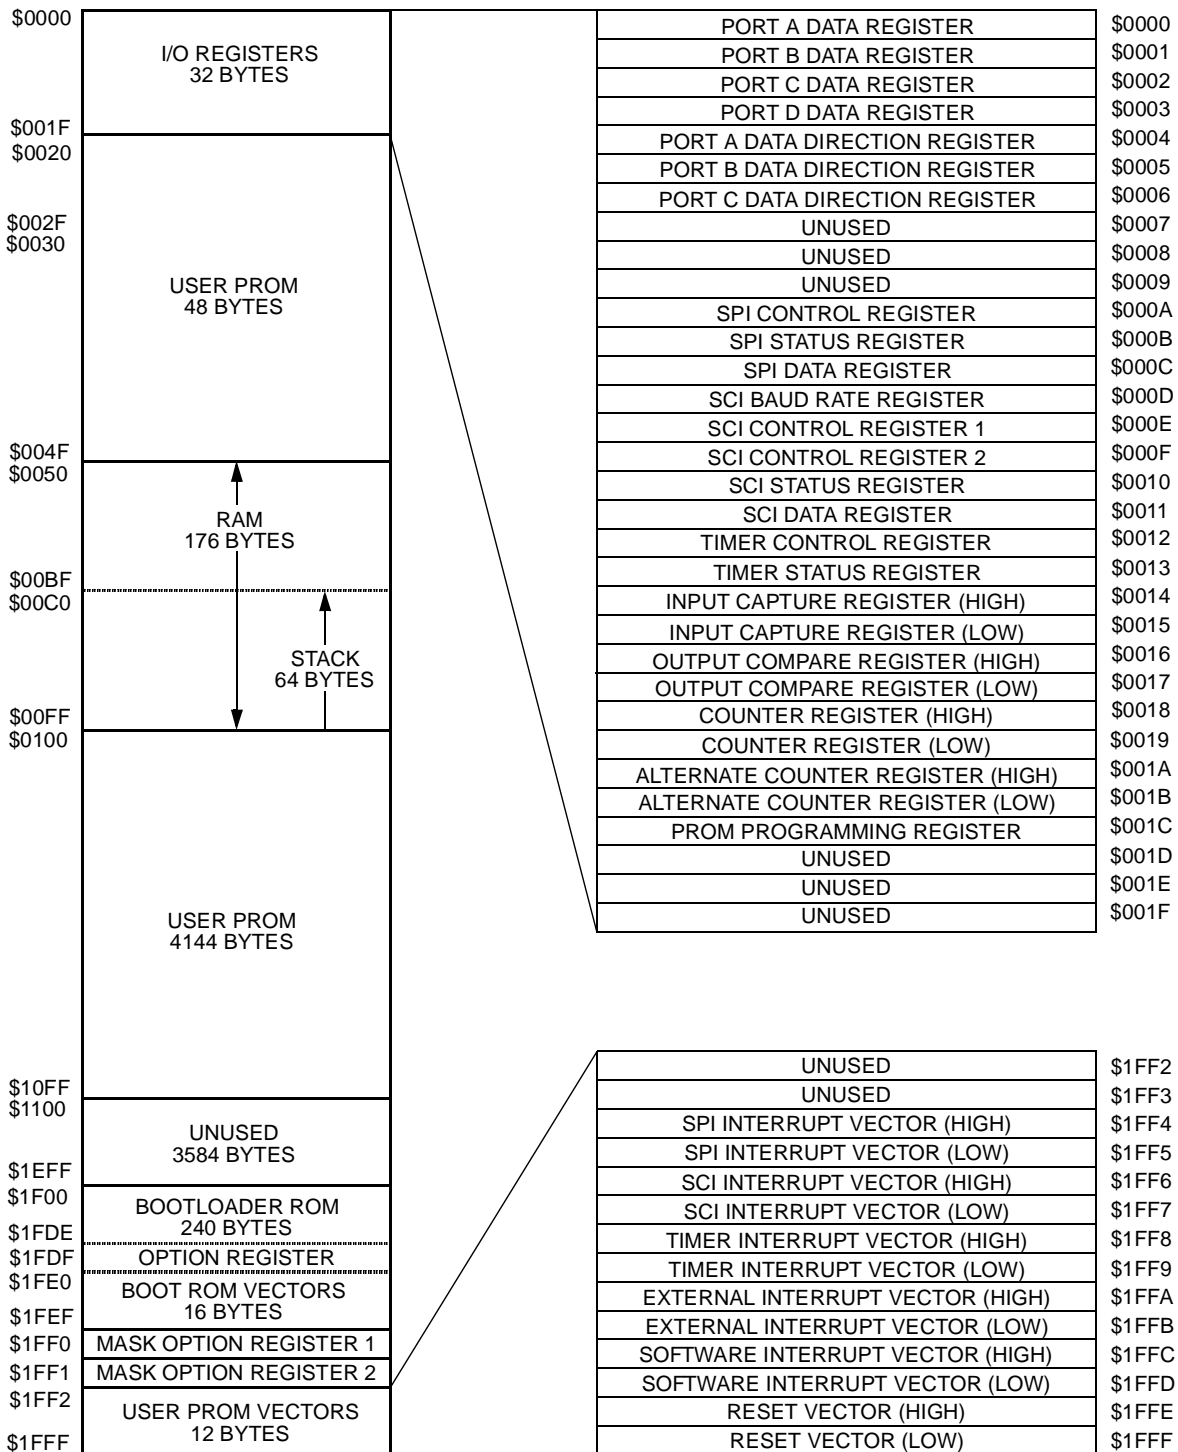 $0000
I/O REGISTERS
32 BYTES
$001F
$0020
$002F
$0030
USER PROM
48 BYTES
$004F
$0050
RAM
176 BYTES
$00BF
$00C0
STACK
64 BYTES
$00FF
$0100
USER PROM
4144 BYTES
$10FF
$1100
UNUSED
3584 BYTES
$1EFF
$1F00
BOOTLOADER ROM
240 BYTES
$1FDE
$1FDF OPTION REGISTER
$1FE0
BOOT ROM VECTORS
16 BYTES
$1FEF
$1FF0 MASK OPTION REGISTER 1
$1FF1 MASK OPTION REGISTER 2
$1FF2
USER PROM VECTORS
12 BYTES
$1FFF
PORT A DATA REGISTER $0000
PORT B DATA REGISTER $0001
PORT C DATA REGISTER $0002
PORT D DATA REGISTER $0003
PORT A DATA DIRECTION REGISTER $0004
PORT B DATA DIRECTION REGISTER $0005
PORT C DATA DIRECTION REGISTER $0006
UNUSED $0007
UNUSED $0008
UNUSED $0009
SPI CONTROL REGISTER $000A
SPI STATUS REGISTER $000B
SPI DATA REGISTER $000C
SCI BAUD RATE REGISTER $000D
SCI CONTROL REGISTER 1 $000E
SCI CONTROL REGISTER 2 $000F
SCI STATUS REGISTER $0010
SCI DATA REGISTER $0011
TIMER CONTROL REGISTER $0012
TIMER STATUS REGISTER $0013
INPUT CAPTURE REGISTER (HIGH) $0014
INPUT CAPTURE REGISTER (LOW) $0015
OUTPUT COMPARE REGISTER (HIGH) $0016
OUTPUT COMPARE REGISTER (LOW) $0017
COUNTER REGISTER (HIGH) $0018
COUNTER REGISTER (LOW) $0019
ALTERNATE COUNTER REGISTER (HIGH) $001A
ALTERNATE COUNTER REGISTER (LOW) $001B
PROM PROGRAMMING REGISTER $001C
UNUSED $001D
UNUSED $001E
UNUSED $001F
UNUSED $1FF2
UNUSED $1FF3
SPI INTERRUPT VECTOR (HIGH) $1FF4
SPI INTERRUPT VECTOR (LOW) $1FF5
SCI INTERRUPT VECTOR (HIGH) $1FF6
SCI INTERRUPT VECTOR (LOW) $1FF7
TIMER INTERRUPT VECTOR (HIGH) $1FF8
TIMER INTERRUPT VECTOR (LOW) $1FF9
EXTERNAL INTERRUPT VECTOR (HIGH) $1FFA
EXTERNAL INTERRUPT VECTOR (LOW) $1FFB
SOFTWARE INTERRUPT VECTOR (HIGH) $1FFC
SOFTWARE INTERRUPT VECTOR (LOW) $1FFD
RESET VECTOR (HIGH) $1FFE
RESET VECTOR (LOW) $1FFF